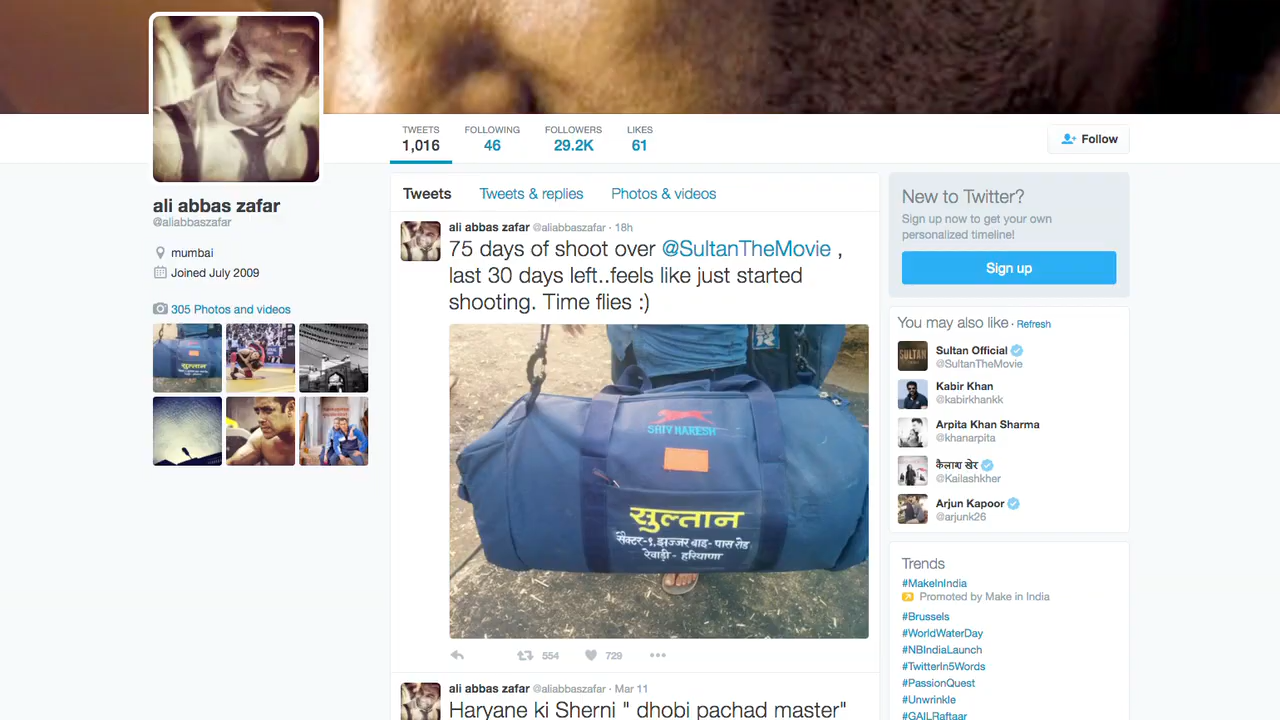 TWEETS FOLLOWING FOLLOWERS LIKES
1,016 46 29.2K 61
Follow
ali abbas zafar
@aliabbaszafar
mumbai
Joined July 2009
305 Photos and videos
Tweets Tweets & replies Photos & videos
ali abbas zafar @aliabbaszafar · 18h
75 days of shoot over @SultanTheMovie ,
last 30 days left..feels like just started
shooting. Time flies :)
SHIV NARESH
सुल्तान
सैक्टर-९, झज्जर बाइ-पास रोड
रेवाड़ी - हरियाणा
554 729
ali abbas zafar @aliabbaszafar · Mar 11
Haryane ki Sherni " dhobi pachad master"
New to Twitter?
Sign up now to get your own
personalized timeline!
Sign up
You may also like · Refresh
SULTAN
Sultan Official
@SultanTheMovie
Kabir Khan
@kabirkhankk
Arpita Khan Sharma
@khanarpita
कैलाश खेर
@Kailashkher
Arjun Kapoor
@arjunk26
Trends
#MakeInIndia
Promoted by Make in India
#Brussels
#WorldWaterDay
#NBIndiaLaunch
#TwitterIn5Words
#PassionQuest
#Unwrinkle
#GAILRaftaar